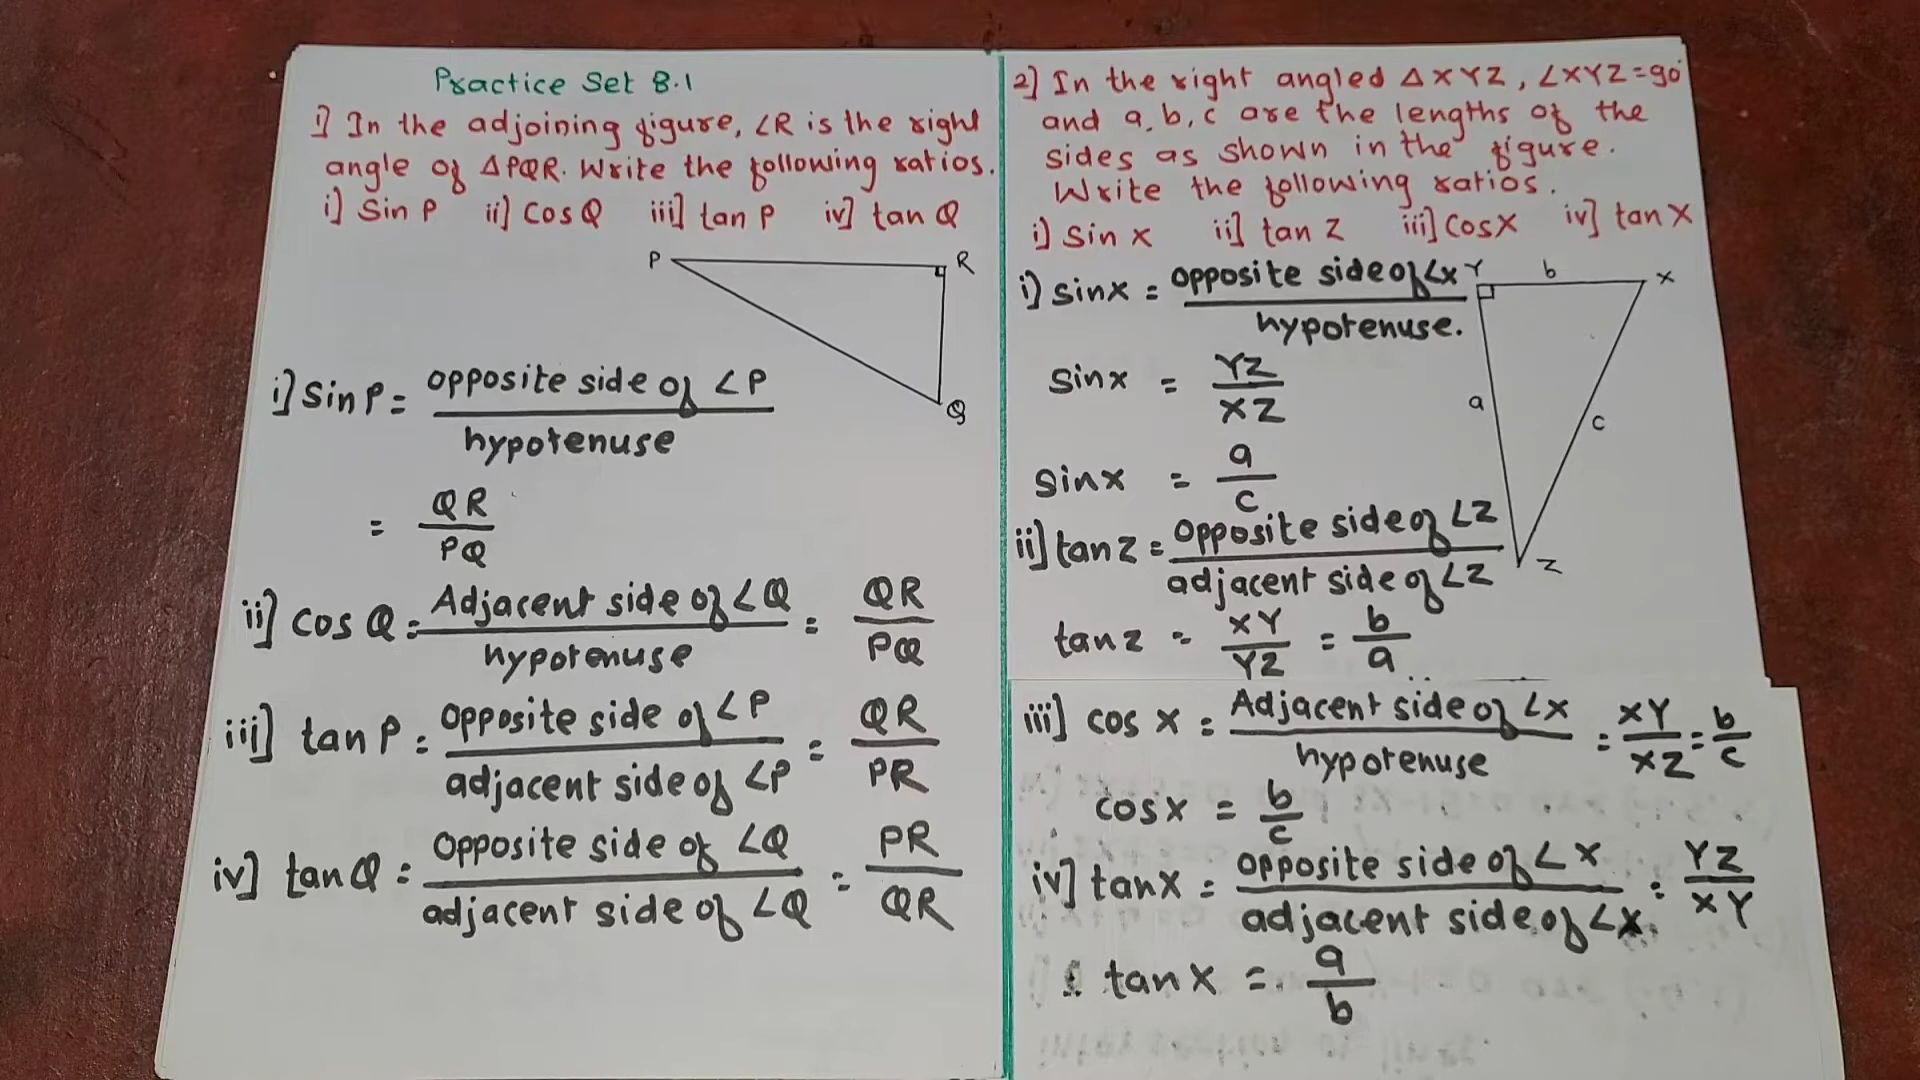 Practice Set 8.1
1] In the adjoining figure, ∠R is the right
angle of △PQR. Write the following ratios.
i] Sin P ii] Cos Q iii] tan P iv] tan Q
P R
Q
i] Sin P = opposite side of ∠P / hypotenuse
= QR / PQ
ii] cos Q = Adjacent side of ∠Q / hypotenuse = QR / PQ
iii] tan P = opposite side of ∠P / adjacent side of ∠P = QR / PR
iv] tan Q = opposite side of ∠Q / adjacent side of ∠Q = PR / QR
2] In the right angled △XYZ, ∠XYZ=90
and a, b, c are the lengths of the
sides as shown in the figure.
Write the following ratios.
i) Sin X ii] tan Z iii] Cos X iv] tan X
Y b X
a c
Z
i) sin x = opposite side of ∠x / hypotenuse.
sin x = YZ / XZ
sin x = a / c
ii] tan z = opposite side of ∠Z / adjacent side of ∠Z
tan z = XY / YZ = b / a
iii] cos x = Adjacent side of ∠x / hypotenuse = XY / XZ = b / c
cos x = b / c
iv] tan x = opposite side of ∠x / adjacent side of ∠x = YZ / XY
tan x = a / b